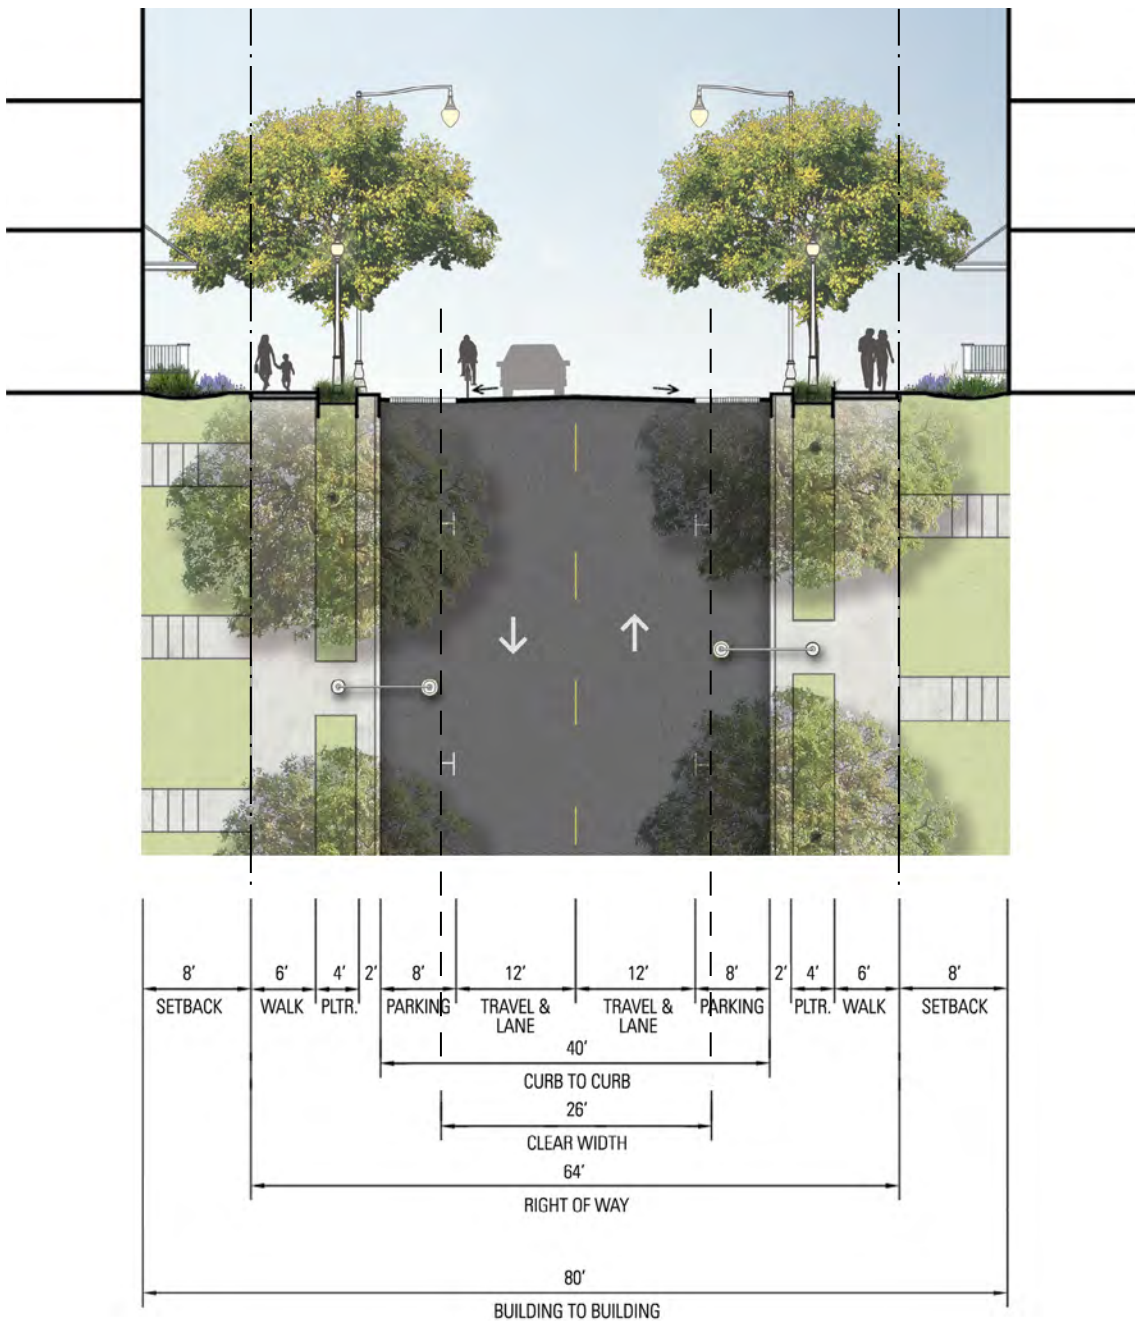 8' 6' 4' 2' 8' 12' 12' 8' 2' 4' 6' 8'
SETBACK WALK PLTR. PARKING TRAVEL & TRAVEL & PARKING PLTR. WALK SETBACK
LANE LANE
40'
CURB TO CURB
26'
CLEAR WIDTH
64'
RIGHT OF WAY
80'
BUILDING TO BUILDING